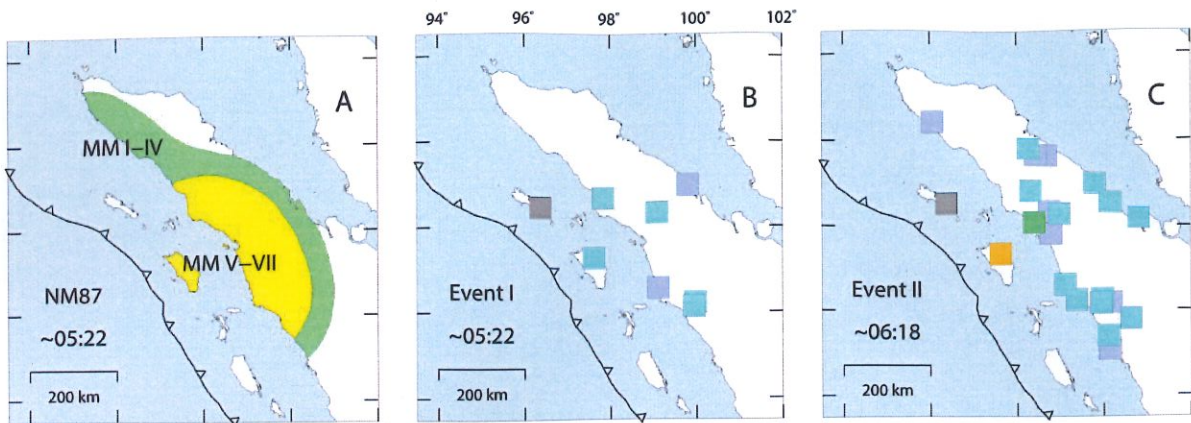 94° 96° 98° 100° 102°
A
MM I–IV
MM V–VII
NM87
~05:22
200 km
B
Event I
~05:22
200 km
C
Event II
~06:18
200 km